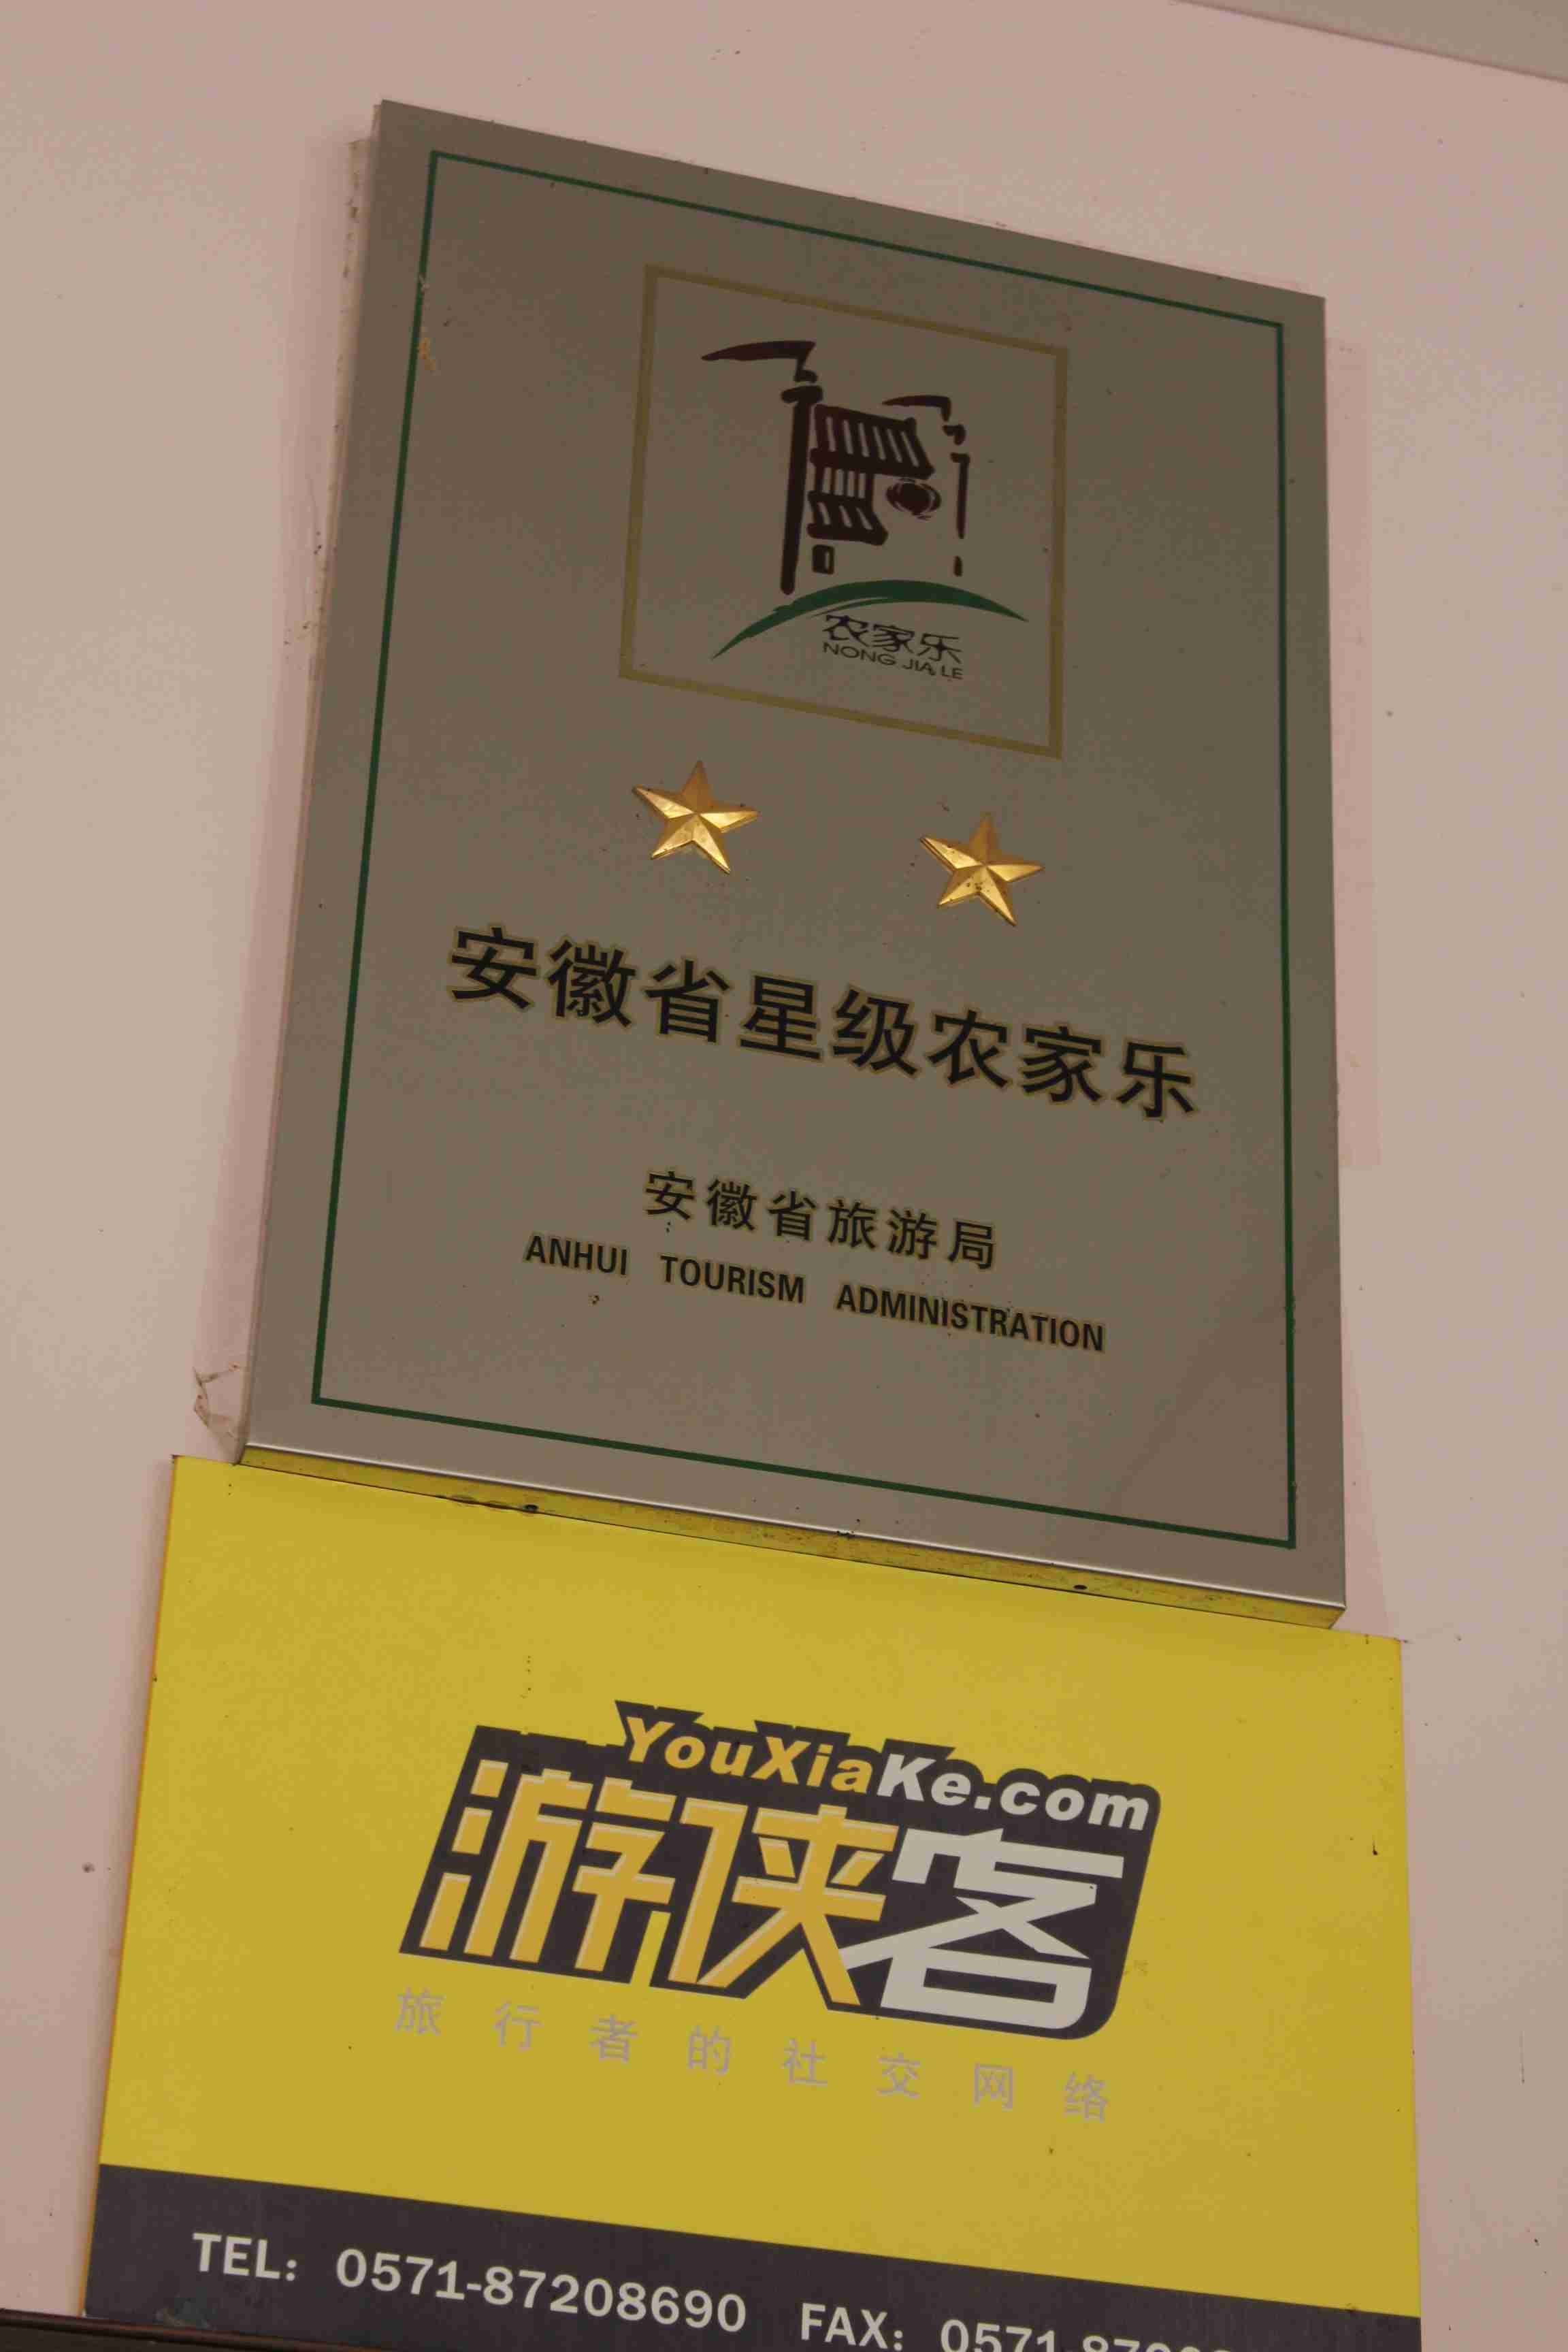 农家乐
NONG JIA LE
安徽省星级农家乐
安徽省旅游局
ANHUI TOURISM ADMINISTRATION
YouXiaKe.com
游侠客
旅行者的社交网络
TEL: 0571-87208690 FAX: 0571-8720